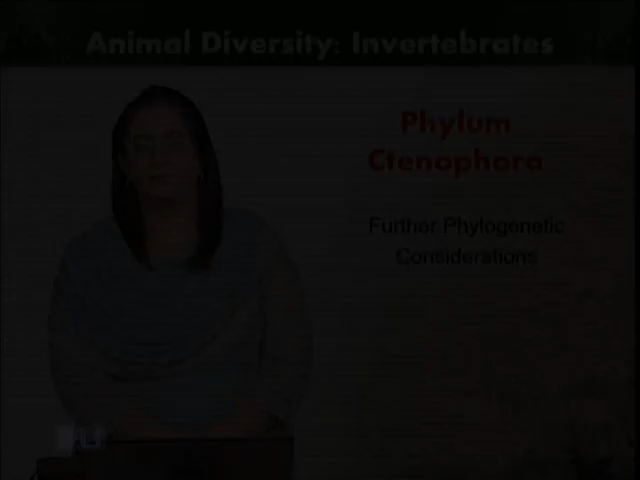 Animal Diversity: Invertebrates
Phylum
Ctenophora
Further Phylogenetic
Considerations